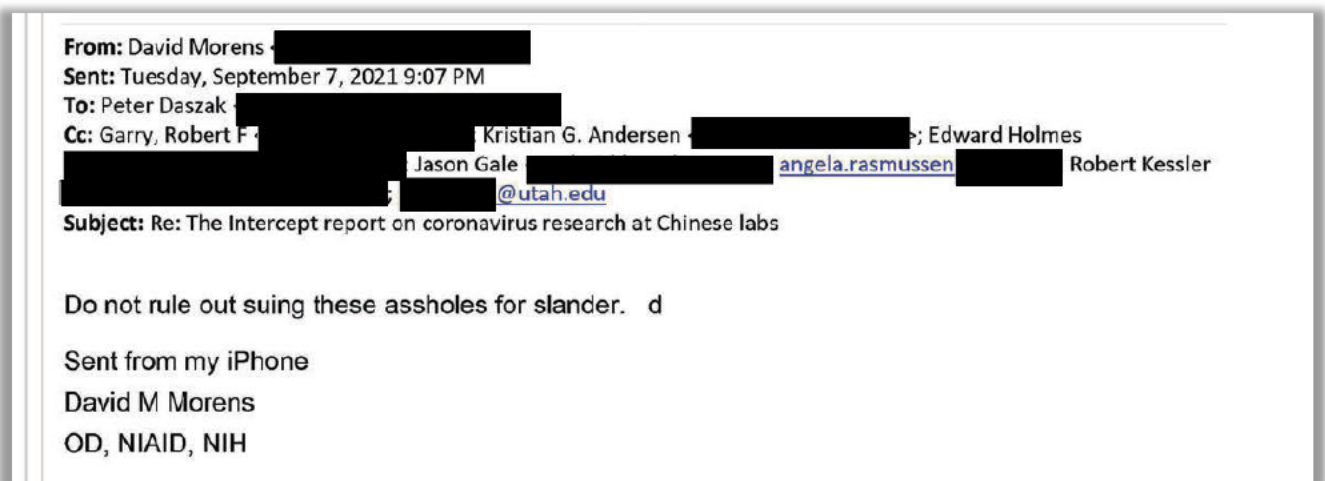 From: David Morens <
Sent: Tuesday, September 7, 2021 9:07 PM
To: Peter Daszak <
Cc: Garry, Robert F < ; Kristian G. Andersen < >; Edward Holmes
; Jason Gale < angela.rasmussen Robert Kessler
; @utah.edu
Subject: Re: The Intercept report on coronavirus research at Chinese labs
Do not rule out suing these assholes for slander. d
Sent from my iPhone
David M Morens
OD, NIAID, NIH